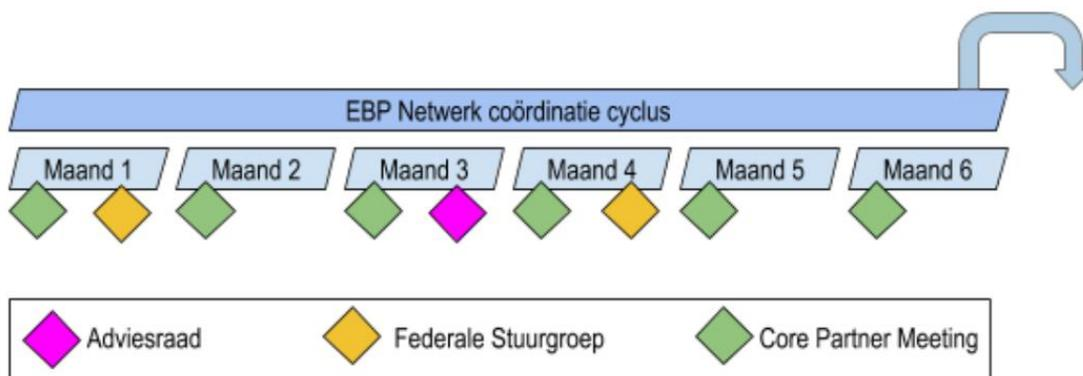 EBP Netwerk coördinatie cyclus
Maand 1 Maand 2 Maand 3 Maand 4 Maand 5 Maand 6
Adviesraad Federale Stuurgroep Core Partner Meeting